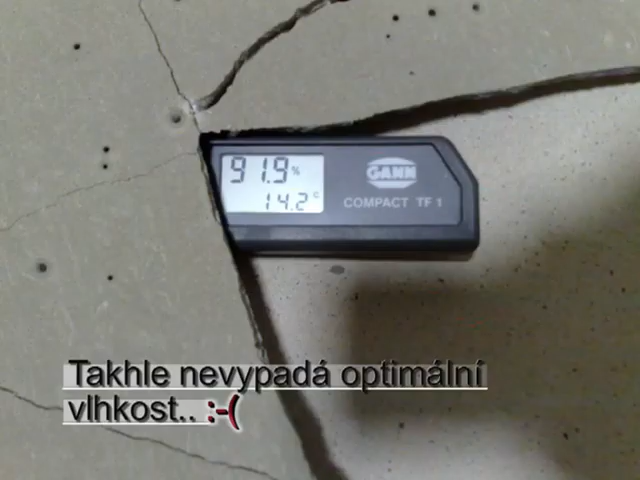 91.9%
14.2°C
GANN
COMPACT TF 1
Takhle nevypadá optimální
vlhkost.. :-(